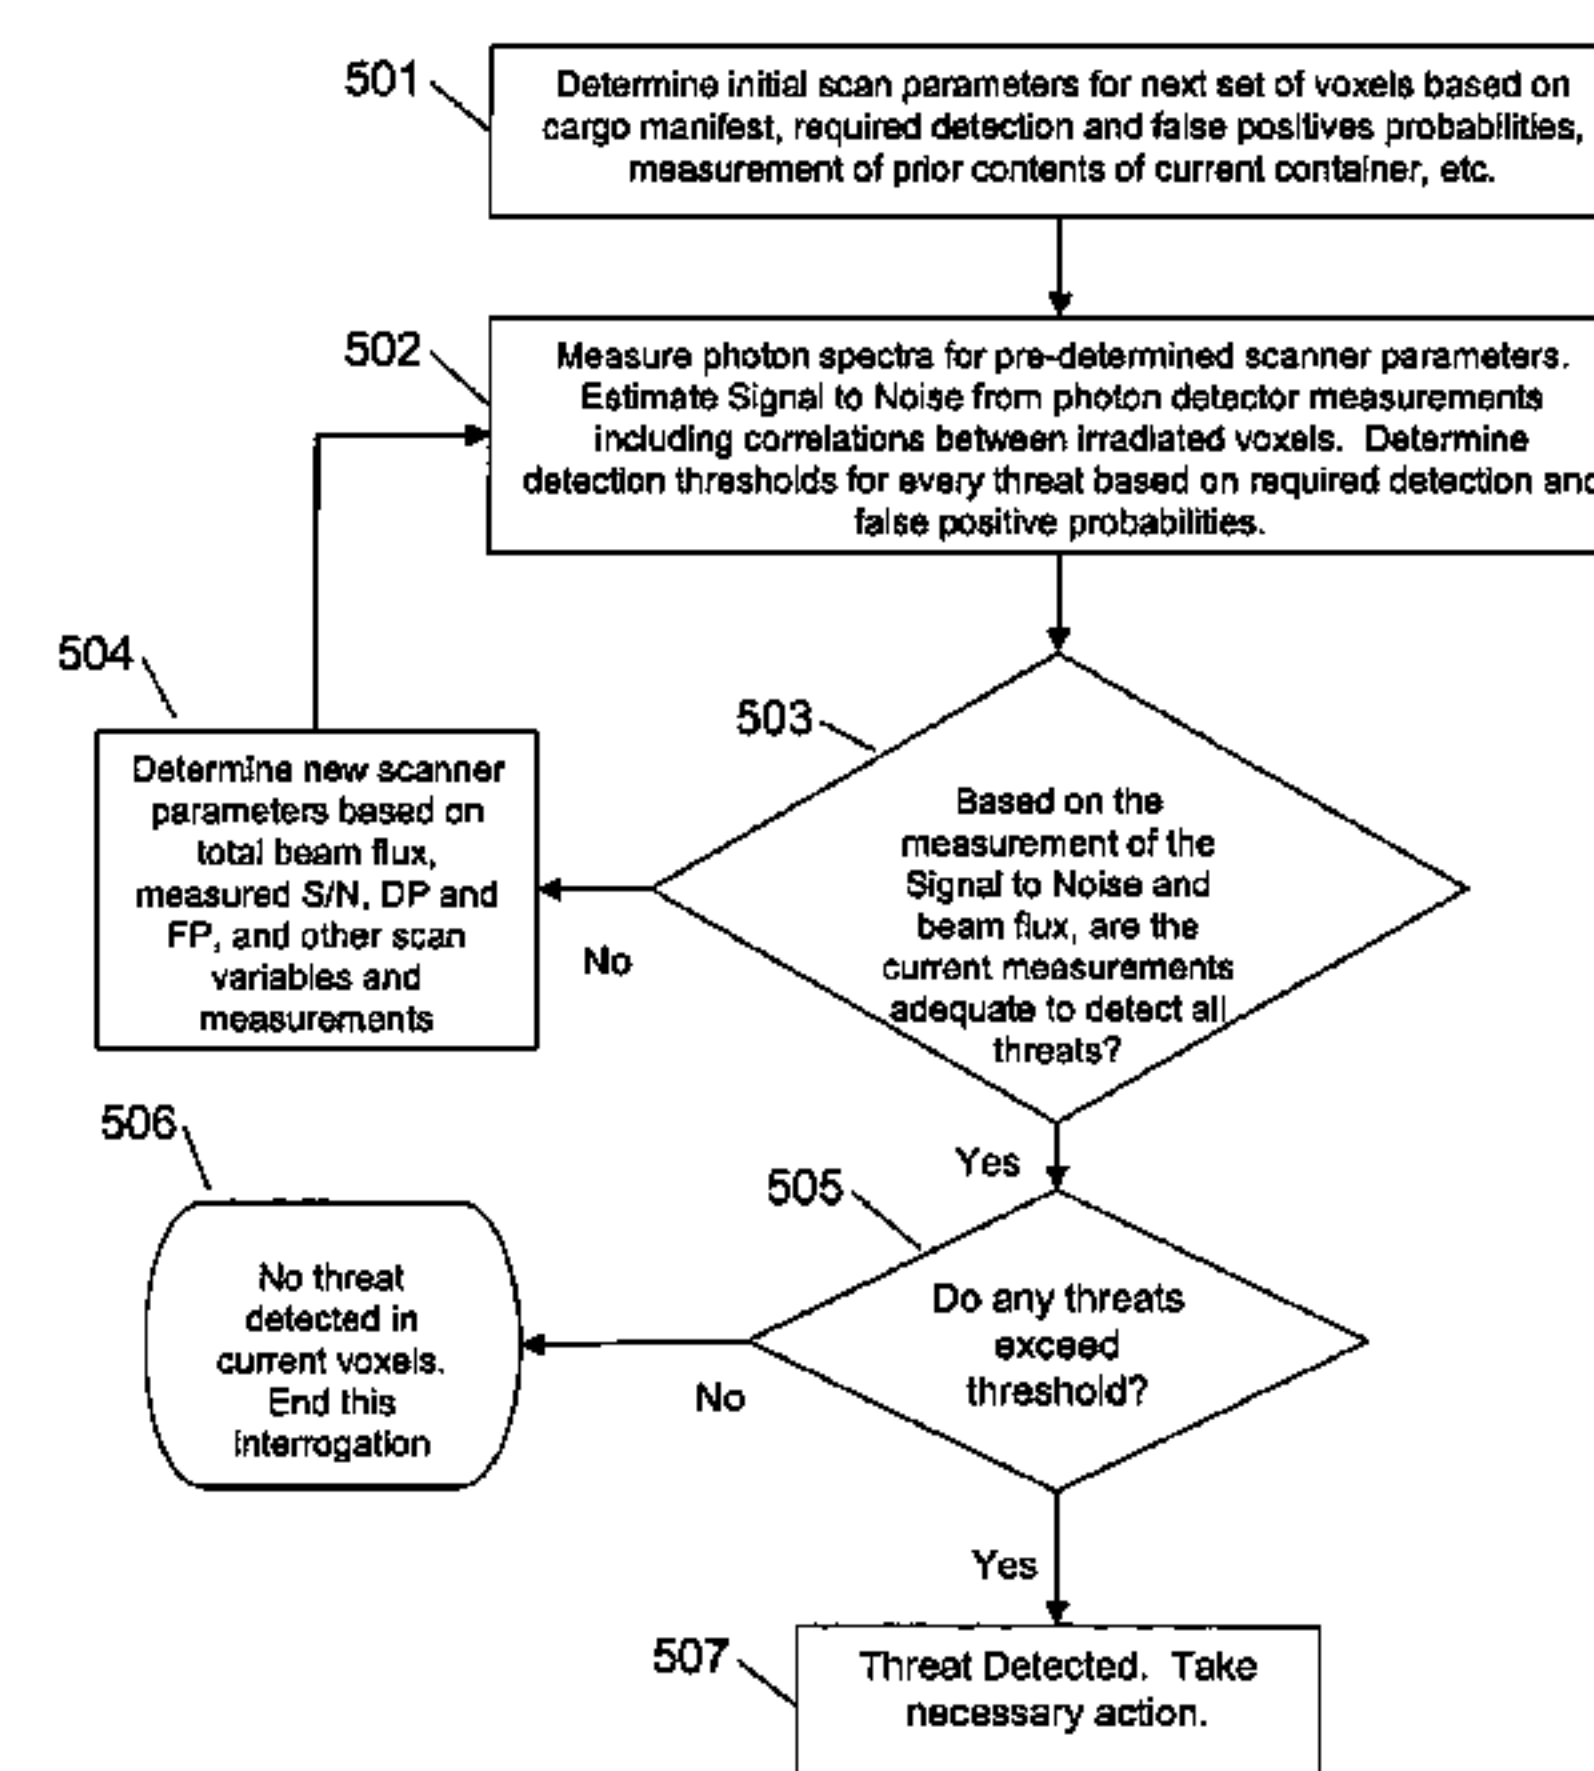 501
Determine initial scan parameters for next set of voxels based on
cargo manifest, required detection and false positives probabilities,
measurement of prior contents of current container, etc.
502
Measure photon spectra for pre-determined scanner parameters.
Estimate Signal to Noise from photon detector measurements
including correlations between irradiated voxels. Determine
detection thresholds for every threat based on required detection and
false positive probabilities.
504
503
Determine new scanner
parameters based on
total beam flux,
measured S/N, DP and
FP, and other scan
variables and
measurements
Based on the
measurement of the
Signal to Noise and
beam flux, are the
current measurements
adequate to detect all
threats?
No
506
Yes
505
No threat
detected in
current voxels.
End this
interrogation
Do any threats
exceed
threshold?
No
Yes
507
Threat Detected. Take
necessary action.